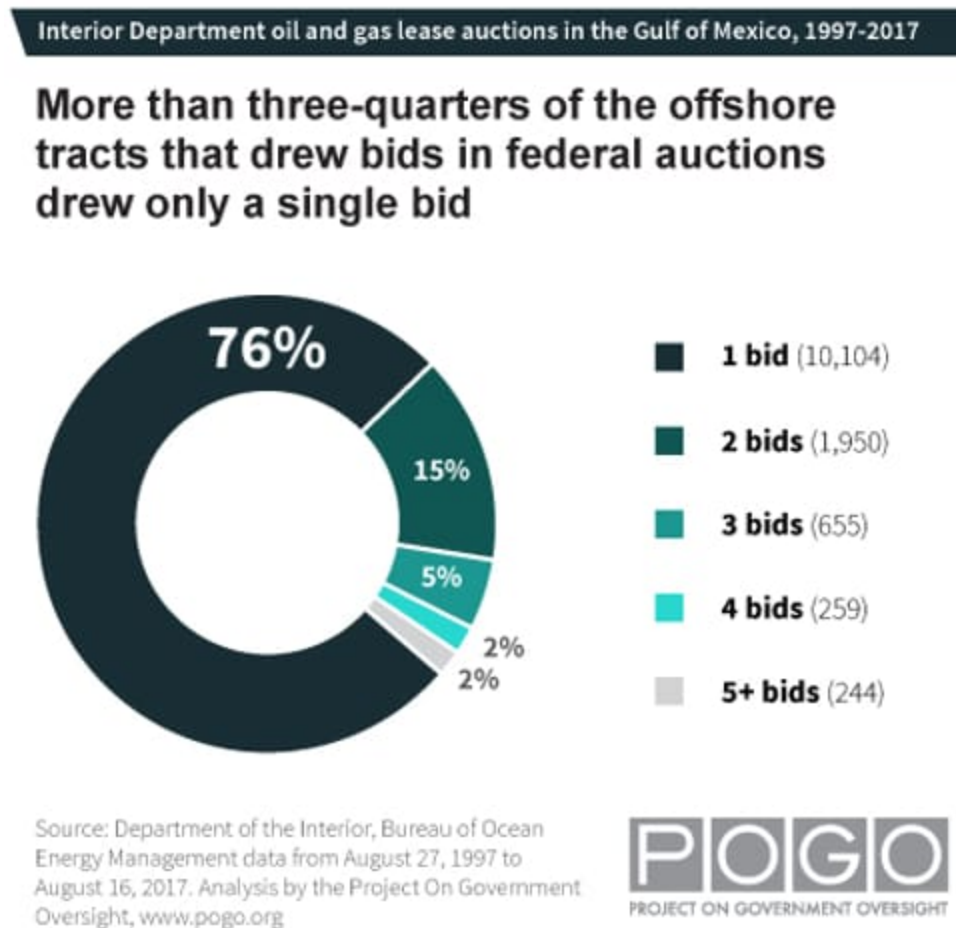 Interior Department oil and gas lease auctions in the Gulf of Mexico, 1997-2017
More than three-quarters of the offshore
tracts that drew bids in federal auctions
drew only a single bid
76%
15%
5%
2%
2%
1 bid (10,104)
2 bids (1,950)
3 bids (655)
4 bids (259)
5+ bids (244)
Source: Department of the Interior, Bureau of Ocean
Energy Management data from August 27, 1997 to
August 16, 2017. Analysis by the Project On Government
Oversight, www.pogo.org
POGO
PROJECT ON GOVERNMENT OVERSIGHT